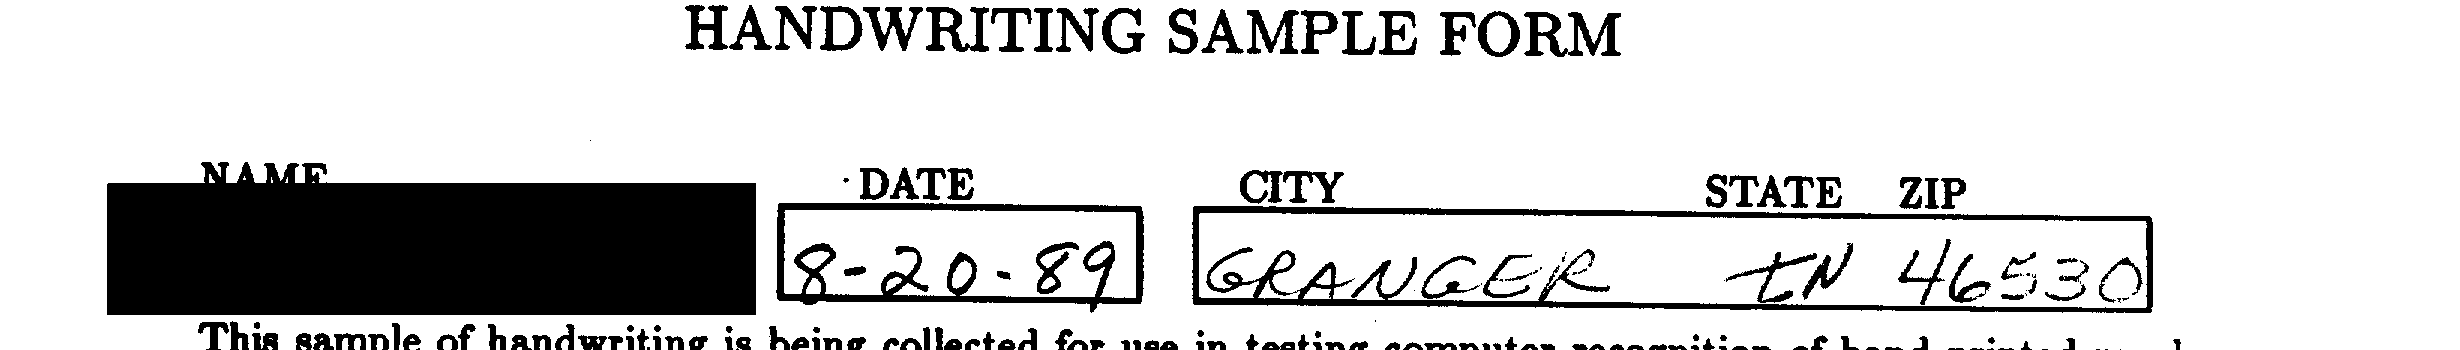 HANDWRITING SAMPLE FORM
NAME DATE CITY STATE ZIP
8-20-89 GRANGER IN 46530
This sample of handwriting is being collected for use in testing computer recognition of hand printed